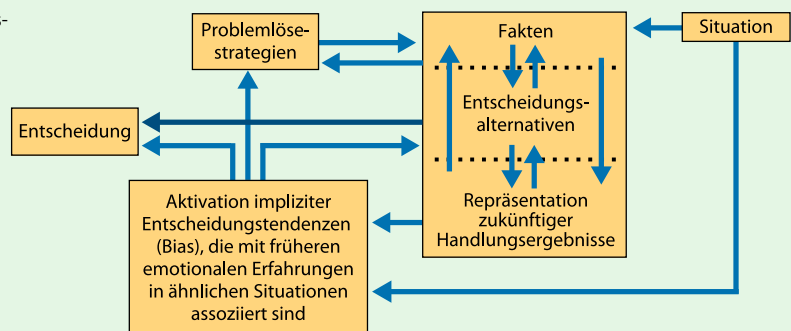 s-
Problemlöse-
strategien
Fakten
Situation
Entscheidungs-
alternativen
Entscheidung
Repräsentation
zukünftiger
Handlungsergebnisse
Aktivation impliziter
Entscheidungstendenzen
(Bias), die mit früheren
emotionalen Erfahrungen
in ähnlichen Situationen
assoziiert sind